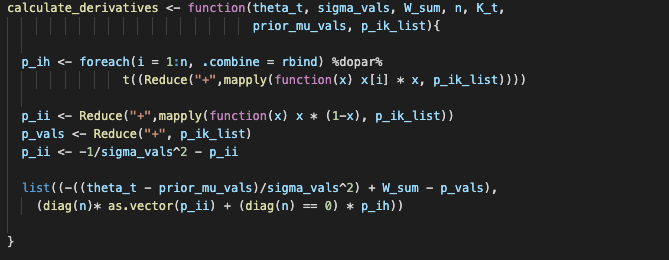 calculate_derivatives <- function(theta_t, sigma_vals, W_sum, n, K_t,
prior_mu_vals, p_ik_list){
p_ih <- foreach(i = 1:n, .combine = rbind) %dopar%
t((Reduce("+",mapply(function(x) x[i] * x, p_ik_list))))
p_ii <- Reduce("+",mapply(function(x) x * (1-x), p_ik_list))
p_vals <- Reduce("+", p_ik_list)
p_ii <- -1/sigma_vals^2 - p_ii
list((-((theta_t - prior_mu_vals)/sigma_vals^2) + W_sum - p_vals),
(diag(n)* as.vector(p_ii) + (diag(n) == 0) * p_ih))
}